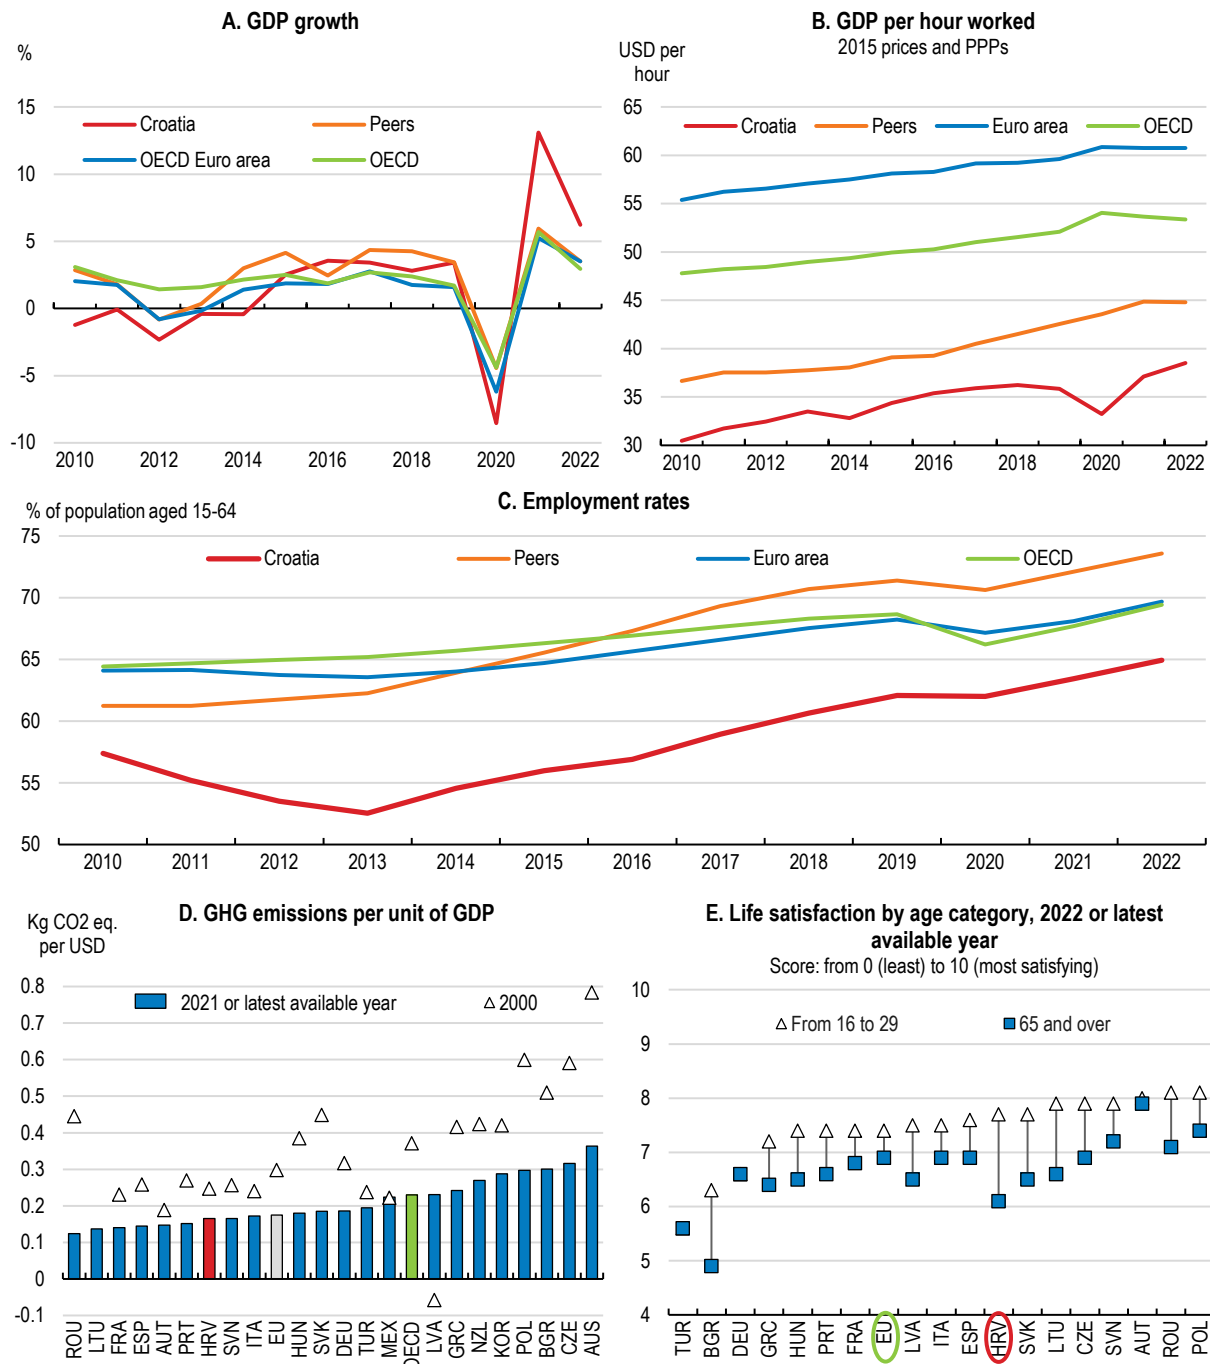 A. GDP growth
%
15
10
5
0
-5
-10
Croatia
Peers
OECD Euro area
OECD
2010
2012
2014
2016
2018
2020
2022
B. GDP per hour worked
2015 prices and PPPs
USD per
hour
65
60
55
50
45
40
35
30
Croatia
Peers
Euro area
OECD
2010
2012
2014
2016
2018
2020
2022
C. Employment rates
% of population aged 15-64
75
70
65
60
55
50
Croatia
Peers
Euro area
OECD
2010
2011
2012
2013
2014
2015
2016
2017
2018
2019
2020
2021
2022
D. GHG emissions per unit of GDP
Kg CO2 eq.
per USD
0.8
0.7
0.6
0.5
0.4
0.3
0.2
0.1
0
-0.1
2021 or latest available year
2000
ROU
LTU
FRA
ESP
AUT
PRT
HRV
SVN
ITA
EU
HUN
SVK
DEU
TUR
MEX
OECD
LVA
GRC
NZL
KOR
POL
BGR
CZE
AUS
E. Life satisfaction by age category, 2022 or latest
available year
Score: from 0 (least) to 10 (most satisfying)
10
9
8
7
6
5
4
From 16 to 29
65 and over
TUR
BGR
DEU
GRC
HUN
PRT
FRA
EU
LVA
ITA
ESP
HRV
SVK
LTU
CZE
SVN
AUT
ROU
POL